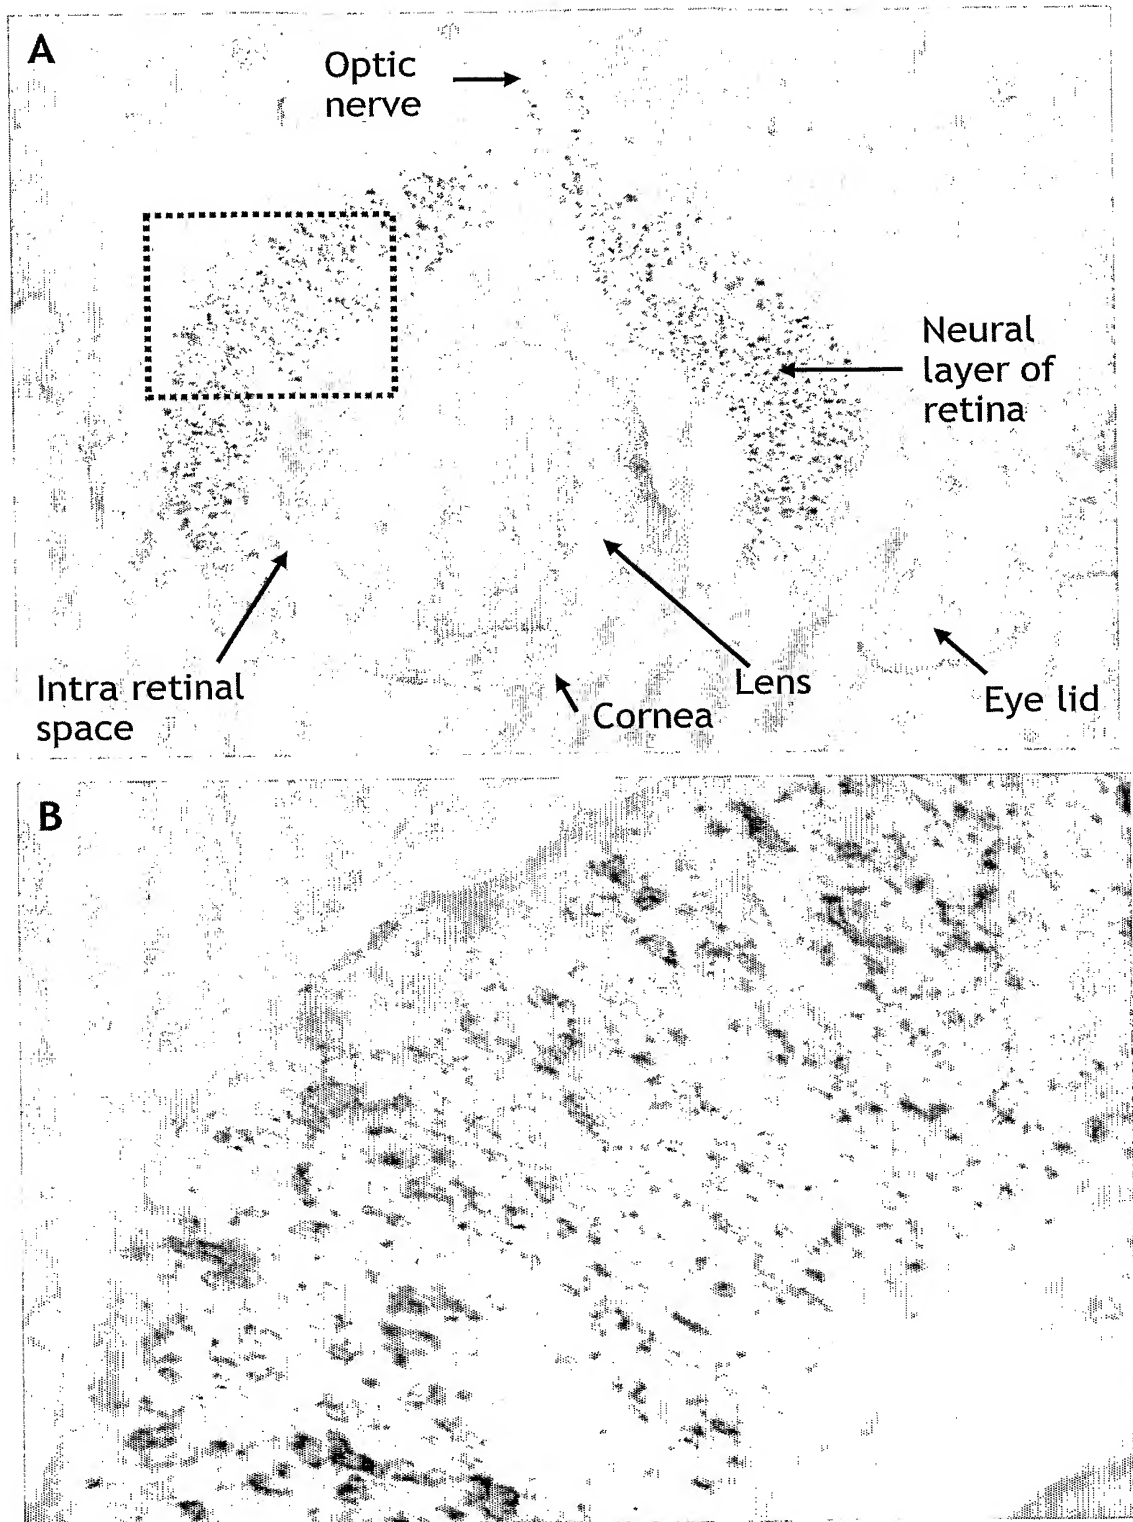 A
Optic
nerve
Neural
layer of
retina
Intra retinal
space
Cornea
Lens
Eye lid
B